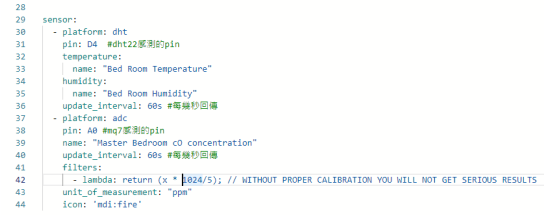 28
29 sensor:
30   - platform: dht
31     pin: D4  #dht22感測的pin
32     temperature:
33       name: "Bed Room Temperature"
34     humidity:
35       name: "Bed Room Humidity"
36     update_interval: 60s #每幾秒回傳
37   - platform: adc
38     pin: A0 #mq7感測的pin
39     name: "Master Bedroom cO concentration"
40     update_interval: 60s #每幾秒回傳
41     filters:
42       - lambda: return (x * 1024/5); // WITHOUT PROPER CALIBRATION YOU WILL NOT GET SERIOUS RESULTS
43     unit_of_measurement: "ppm"
44     icon: 'mdi:fire'